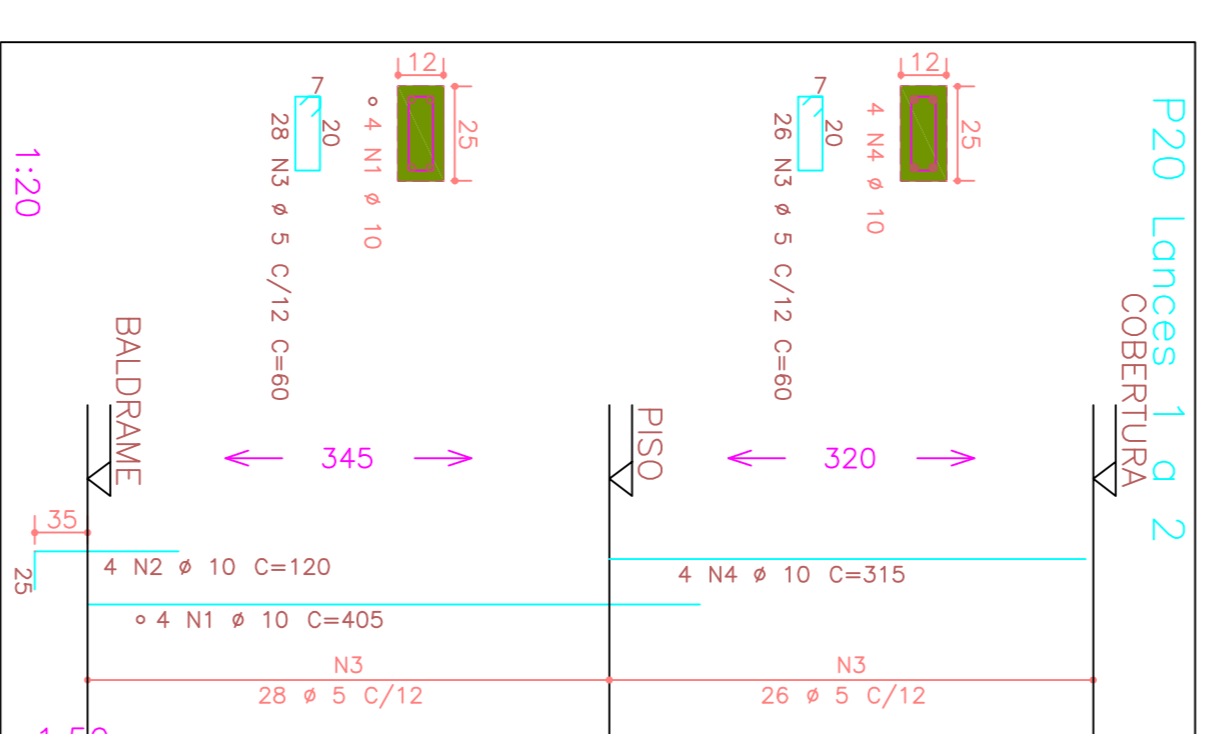 P20 Lances 1 a 2
COBERTURA
12
25
4 N4 ø 10
7
20
26 N3 ø 5 C/12 C=60
320
PISO
4 N4 ø 10 C=315
N3
26 ø 5 C/12
12
25
4 N1 ø 10
7
20
28 N3 ø 5 C/12 C=60
345
BALDRAME
35
25
4 N2 ø 10 C=120
4 N1 ø 10 C=405
N3
28 ø 5 C/12
1:20